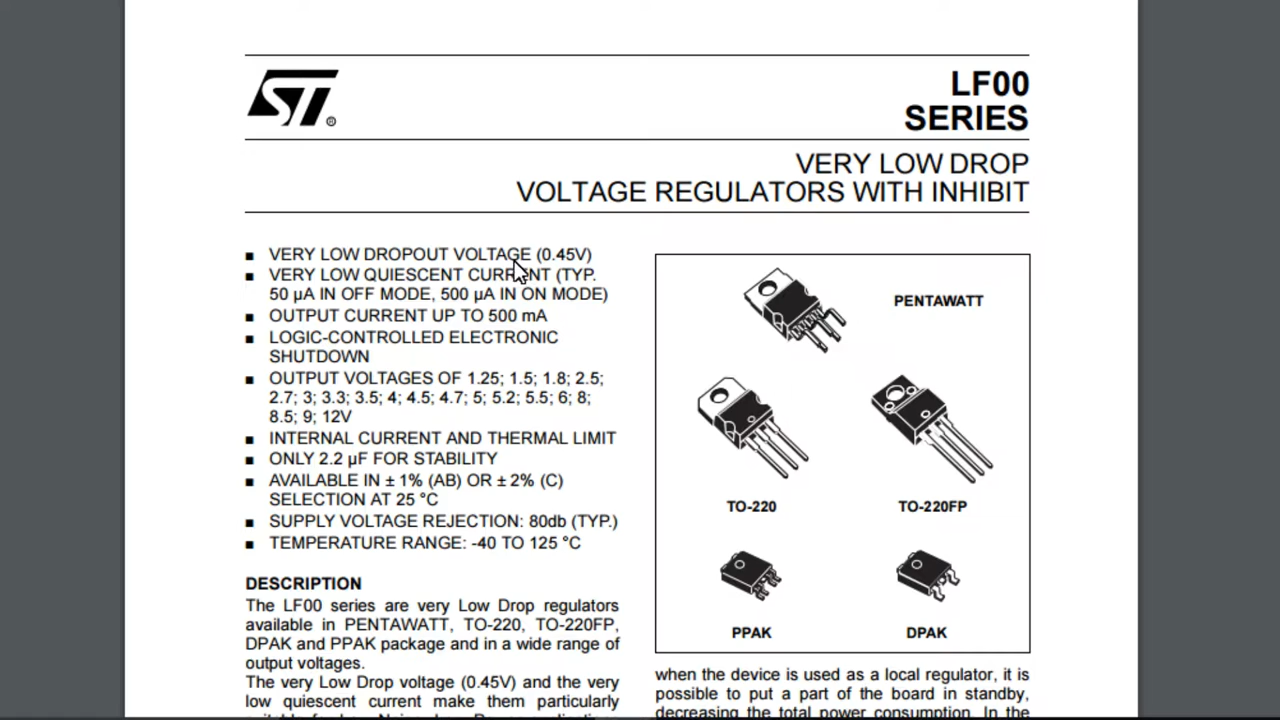 ST®
LF00
SERIES
VERY LOW DROP
VOLTAGE REGULATORS WITH INHIBIT
■ VERY LOW DROPOUT VOLTAGE (0.45V)
■ VERY LOW QUIESCENT CURRENT (TYP.
50 µA IN OFF MODE, 500 µA IN ON MODE)
■ OUTPUT CURRENT UP TO 500 mA
■ LOGIC-CONTROLLED ELECTRONIC
SHUTDOWN
■ OUTPUT VOLTAGES OF 1.25; 1.5; 1.8; 2.5;
2.7; 3; 3.3; 3.5; 4; 4.5; 4.7; 5; 5.2; 5.5; 6; 8;
8.5; 9; 12V
■ INTERNAL CURRENT AND THERMAL LIMIT
■ ONLY 2.2 µF FOR STABILITY
■ AVAILABLE IN ± 1% (AB) OR ± 2% (C)
SELECTION AT 25 °C
■ SUPPLY VOLTAGE REJECTION: 80db (TYP.)
■ TEMPERATURE RANGE: -40 TO 125 °C
DESCRIPTION
The LF00 series are very Low Drop regulators
available in PENTAWATT, TO-220, TO-220FP,
DPAK and PPAK package and in a wide range of
output voltages.
The very Low Drop voltage (0.45V) and the very
low quiescent current make them particularly
PENTAWATT
TO-220
TO-220FP
PPAK
DPAK
when the device is used as a local regulator, it is
possible to put a part of the board in standby,
decreasing the total power consumption. In the